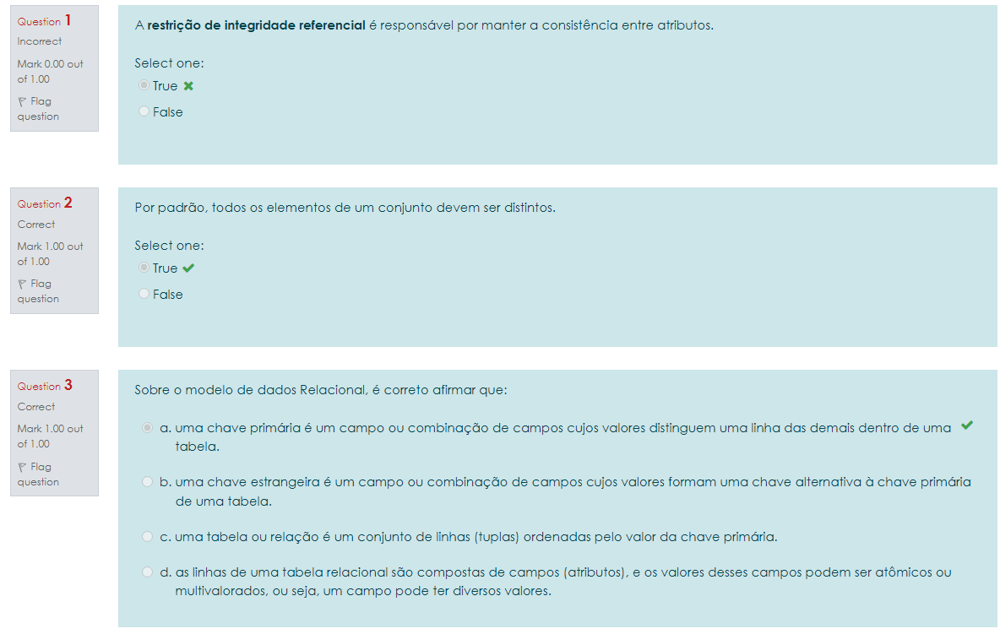 Question 1
Incorrect
Mark 0.00 out
of 1.00
Flag
question
A restrição de integridade referencial é responsável por manter a consistência entre atributos.
Select one:
True
False
Question 2
Correct
Mark 1.00 out
of 1.00
Flag
question
Por padrão, todos os elementos de um conjunto devem ser distintos.
Select one:
True
False
Question 3
Correct
Mark 1.00 out
of 1.00
Flag
question
Sobre o modelo de dados Relacional, é correto afirmar que:
a. uma chave primária é um campo ou combinação de campos cujos valores distinguem uma linha das demais dentro de uma
tabela.
b. uma chave estrangeira é um campo ou combinação de campos cujos valores formam uma chave alternativa à chave primária
de uma tabela.
c. uma tabela ou relação é um conjunto de linhas (tuplas) ordenadas pelo valor da chave primária.
d. as linhas de uma tabela relacional são compostas de campos (atributos), e os valores desses campos podem ser atômicos ou
multivalorados, ou seja, um campo pode ter diversos valores.